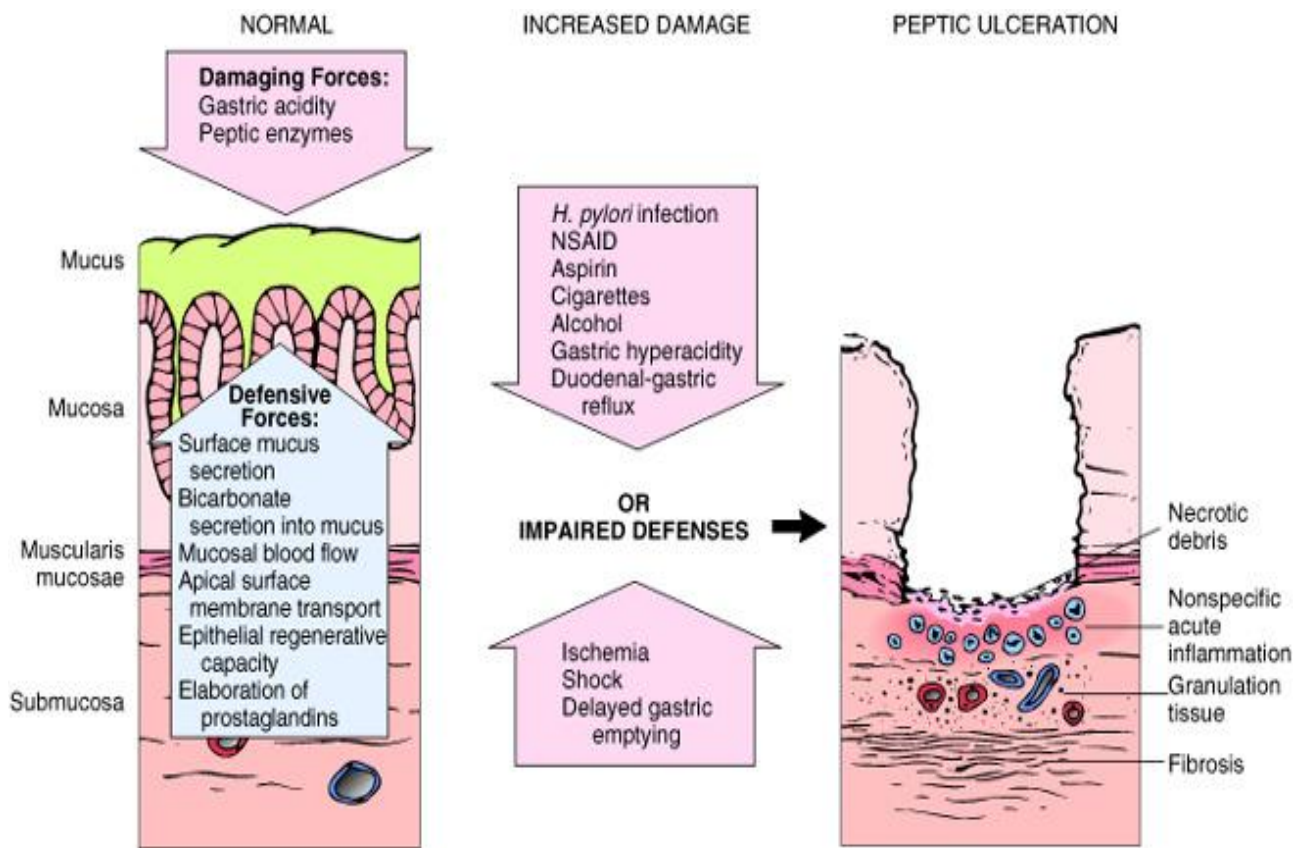 NORMAL
INCREASED DAMAGE
PEPTIC ULCERATION
Damaging Forces:
Gastric acidity
Peptic enzymes
Mucus
Mucosa
Muscularis
mucosae
Submucosa
Defensive
Forces:
Surface mucus
secretion
Bicarbonate
secretion into mucus
Mucosal blood flow
Apical surface
membrane transport
Epithelial regenerative
capacity
Elaboration of
prostaglandins
H. pylori infection
NSAID
Aspirin
Cigarettes
Alcohol
Gastric hyperacidity
Duodenal-gastric
reflux
OR
IMPAIRED DEFENSES
Ischemia
Shock
Delayed gastric
emptying
Necrotic
debris
Nonspecific
acute
inflammation
Granulation
tissue
Fibrosis